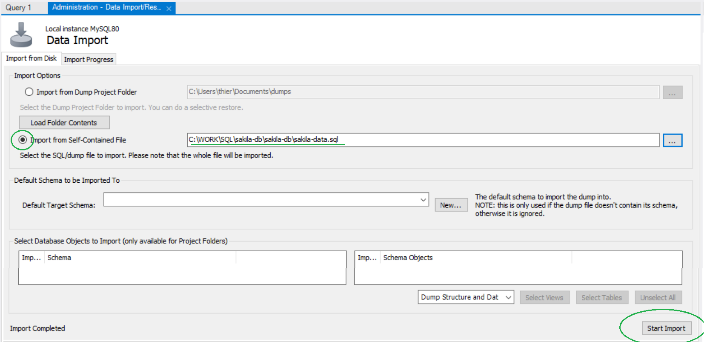 Query 1
Administration - Data Import/Res... ×
Local instance MySQL80
Data Import
Import from Disk Import Progress
Import Options
Import from Dump Project Folder C:\Users\thier\Documents\dumps ...
Select the Dump Project Folder to import. You can do a selective restore.
Load Folder Contents
Import from Self-Contained File C:\WORK\SQL\sakila-db\sakila-db\sakila-data.sql ...
Select the SQL/dump file to import. Please note that the whole file will be imported.
Default Schema to be Imported To
Default Target Schema: New...
The default schema to import the dump into.
NOTE: this is only used if the dump file doesn't contain its schema,
otherwise it is ignored.
Select Database Objects to Import (only available for Project Folders)
Imp... Schema
Imp... Schema Objects
Dump Structure and Dat Select Views Select Tables Unselect All
Import Completed
Start Import